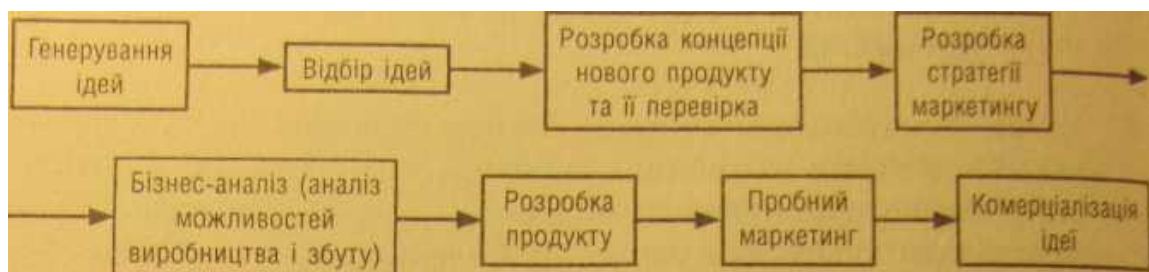 Генерування
ідей
Відбір ідей
Розробка концепції
нового продукту
та її перевірка
Розробка
стратегії
маркетингу
Бізнес-аналіз (аналіз
можливостей
виробництва і збуту)
Розробка
продукту
Пробний
маркетинг
Комерціалізація
ідеї